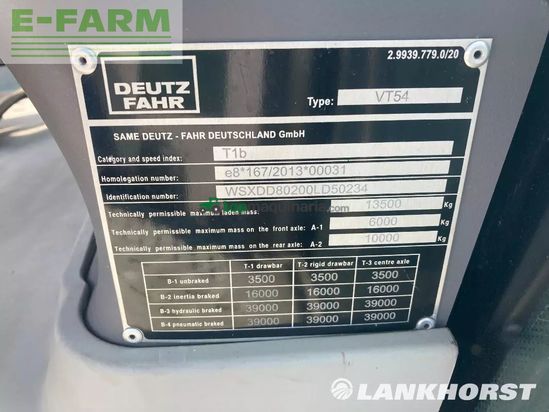 E-FARM
2.9939.779.0/20
DEUTZ
FAHR
Type: VT54
SAME DEUTZ - FAHR DEUTSCHLAND GmbH
Category and speed index: T1b
Homologation number: e8*167/2013*00031
Identification number: WSXDD80200LD50234
Technically permissible maximum laden mass: 13500 Kg
Technically permissible maximum mass on the front axle: A-1 6000 Kg
Technically permissible maximum mass on the rear axle: A-2 10000 Kg
T-1 drawbar T-2 rigid drawbar T-3 centre axle
B-1 unbraked 3500 3500 3500
B-2 inertia braked 16000 16000 16000
B-3 hydraulic braked 39000 39000 39000
B-4 pneumatic braked 39000 39000 39000
LANKHORST